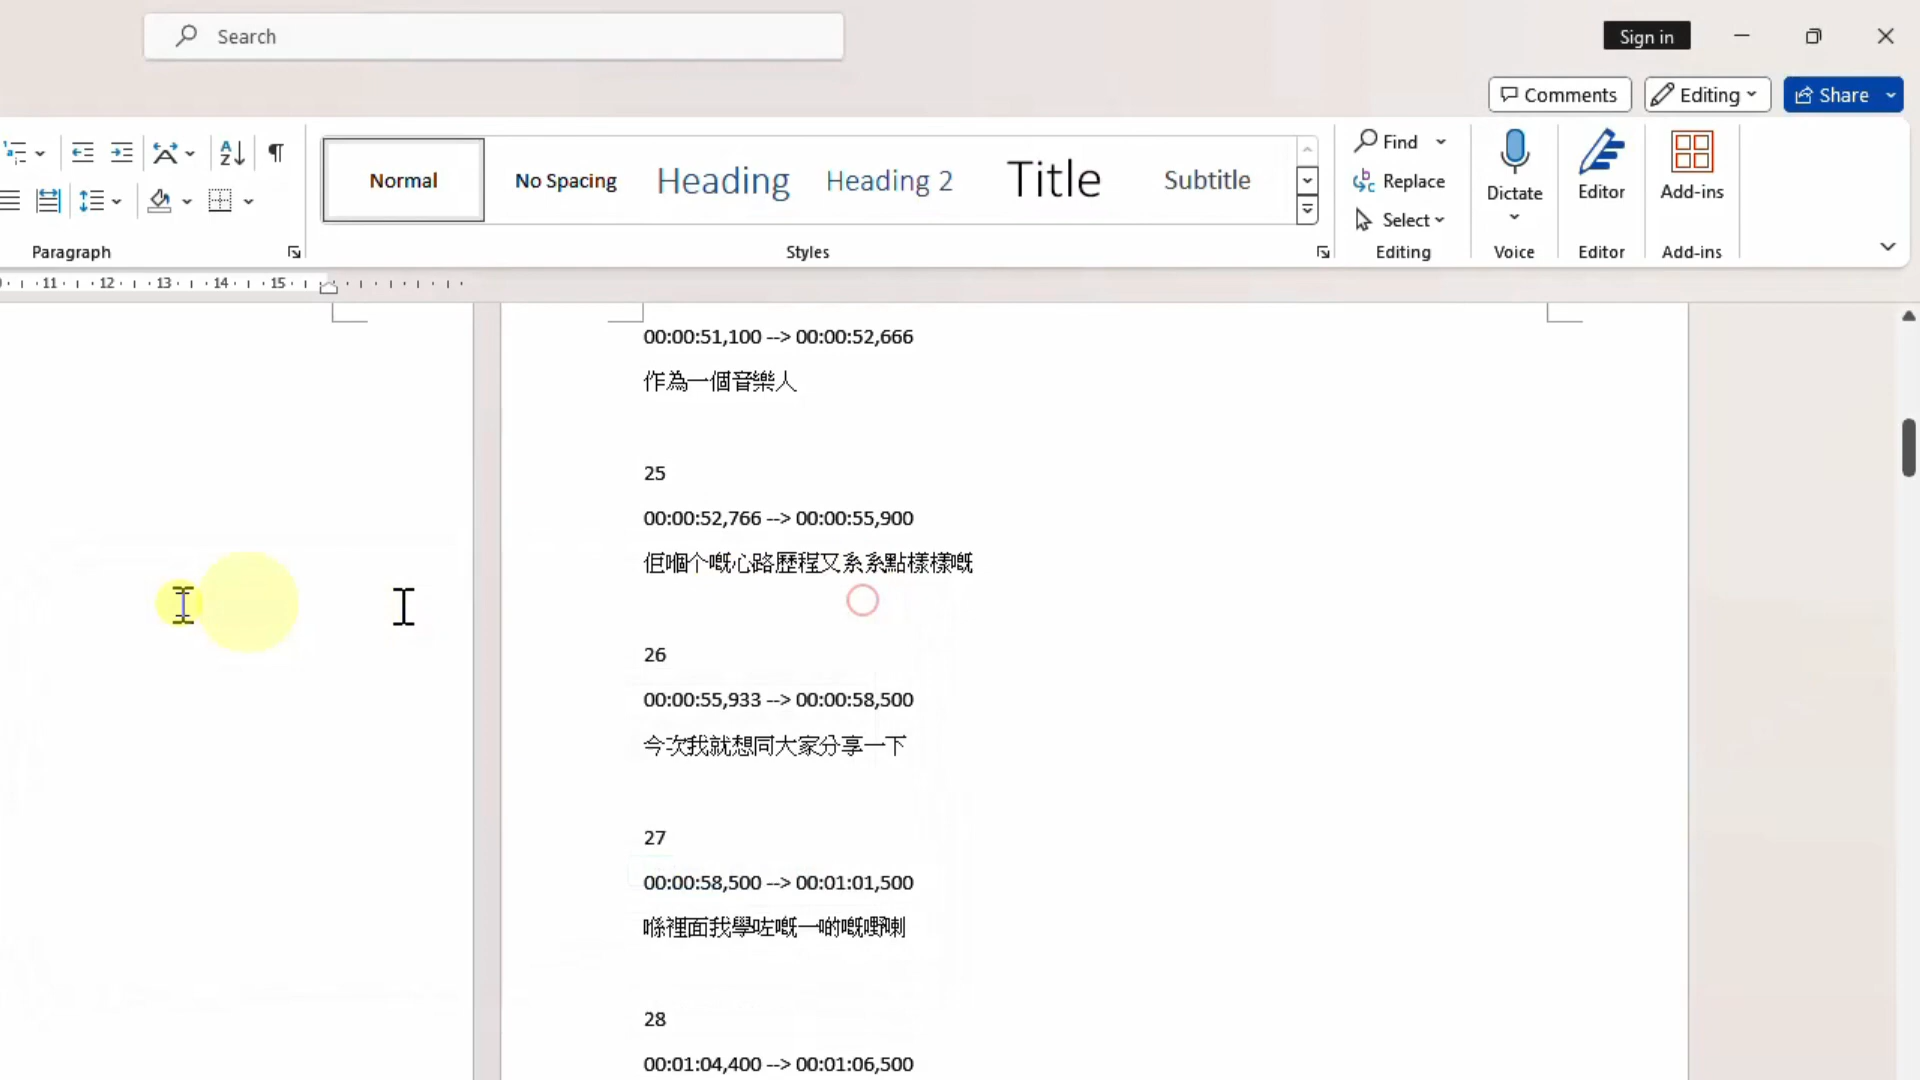 Search
Sign in
Comments
Editing
Share
Normal
No Spacing
Heading
Heading 2
Title
Subtitle
Find
Replace
Select
Dictate
Editor
Add-ins
Paragraph
Styles
Editing
Voice
Editor
Add-ins
11 12 13 14 15
00:00:51,100 --> 00:00:52,666
作為一個音樂人
25
00:00:52,766 --> 00:00:55,900
佢嗰个嘅心路歷程又系系點樣樣嘅
26
00:00:55,933 --> 00:00:58,500
今次我就想同大家分享一下
27
00:00:58,500 --> 00:01:01,500
喺裡面我學咗嘅一啲嘅嘢喇
28
00:01:04,400 --> 00:01:06,500